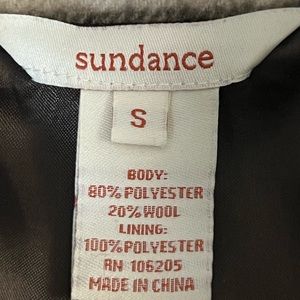 sundance
S
BODY:
80% POLYESTER
20% WOOL
LINING:
100% POLYESTER
RN 106205
MADE IN CHINA